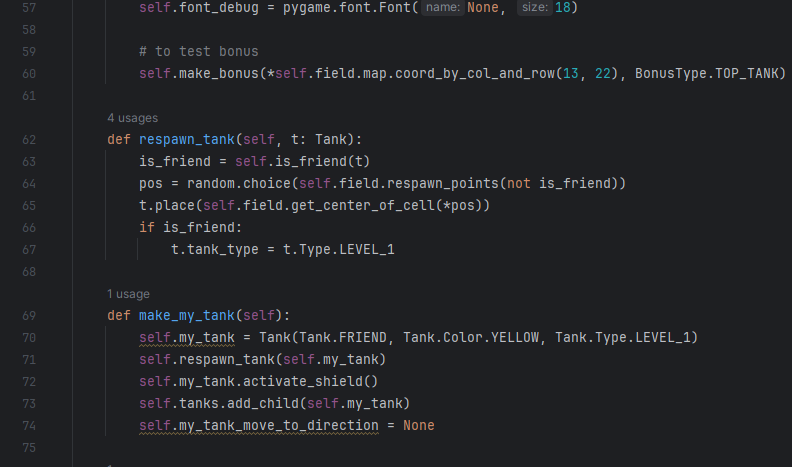 57 self.font_debug = pygame.font.Font( name: None, size: 18)
58
59 # to test bonus
60 self.make_bonus(*self.field.map.coord_by_col_and_row(13, 22), BonusType.TOP_TANK)
61
4 usages
62 def respawn_tank(self, t: Tank):
63 is_friend = self.is_friend(t)
64 pos = random.choice(self.field.respawn_points(not is_friend))
65 t.place(self.field.get_center_of_cell(*pos))
66 if is_friend:
67 t.tank_type = t.Type.LEVEL_1
68
1 usage
69 def make_my_tank(self):
70 self.my_tank = Tank(Tank.FRIEND, Tank.Color.YELLOW, Tank.Type.LEVEL_1)
71 self.respawn_tank(self.my_tank)
72 self.my_tank.activate_shield()
73 self.tanks.add_child(self.my_tank)
74 self.my_tank_move_to_direction = None
75